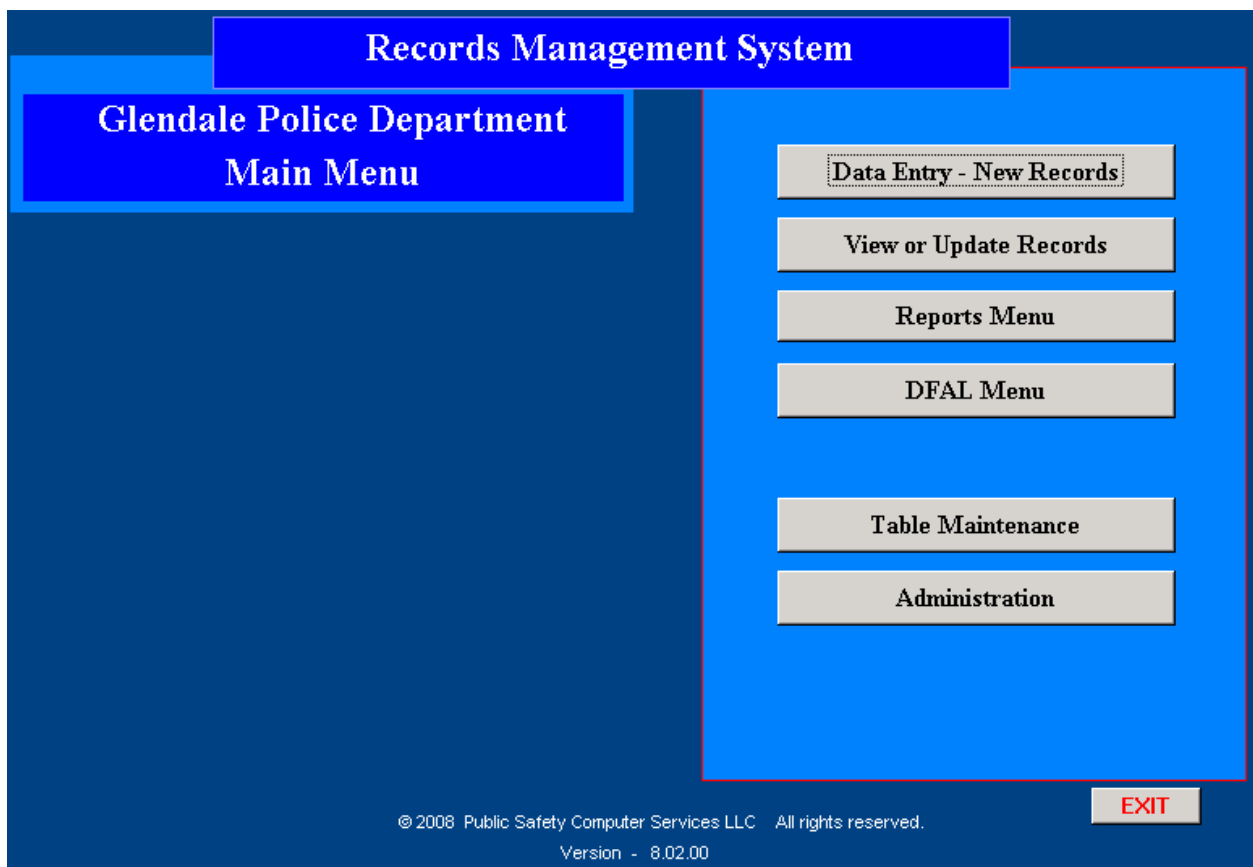 Records Management System
Glendale Police Department
Main Menu
Data Entry - New Records
View or Update Records
Reports Menu
DFAL Menu
Table Maintenance
Administration
EXIT
© 2008 Public Safety Computer Services LLC All rights reserved.
Version - 8.02.00